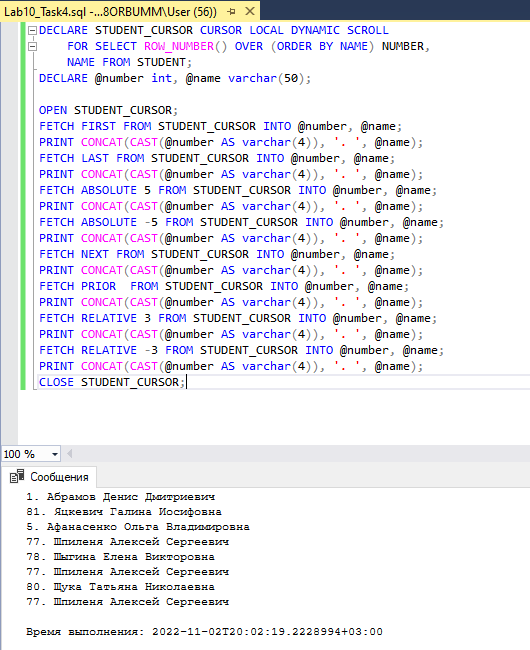 Lab10_Task4.sql -...8ORBUMM\User (56))
DECLARE STUDENT_CURSOR CURSOR LOCAL DYNAMIC SCROLL
FOR SELECT ROW_NUMBER() OVER (ORDER BY NAME) NUMBER,
NAME FROM STUDENT;
DECLARE @number int, @name varchar(50);
OPEN STUDENT_CURSOR;
FETCH FIRST FROM STUDENT_CURSOR INTO @number, @name;
PRINT CONCAT(CAST(@number AS varchar(4)), '. ', @name);
FETCH LAST FROM STUDENT_CURSOR INTO @number, @name;
PRINT CONCAT(CAST(@number AS varchar(4)), '. ', @name);
FETCH ABSOLUTE 5 FROM STUDENT_CURSOR INTO @number, @name;
PRINT CONCAT(CAST(@number AS varchar(4)), '. ', @name);
FETCH ABSOLUTE -5 FROM STUDENT_CURSOR INTO @number, @name;
PRINT CONCAT(CAST(@number AS varchar(4)), '. ', @name);
FETCH NEXT FROM STUDENT_CURSOR INTO @number, @name;
PRINT CONCAT(CAST(@number AS varchar(4)), '. ', @name);
FETCH PRIOR  FROM STUDENT_CURSOR INTO @number, @name;
PRINT CONCAT(CAST(@number AS varchar(4)), '. ', @name);
FETCH RELATIVE 3 FROM STUDENT_CURSOR INTO @number, @name;
PRINT CONCAT(CAST(@number AS varchar(4)), '. ', @name);
FETCH RELATIVE -3 FROM STUDENT_CURSOR INTO @number, @name;
PRINT CONCAT(CAST(@number AS varchar(4)), '. ', @name);
CLOSE STUDENT_CURSOR;
100 %
Сообщения
1. Абрамов Денис Дмитриевич
81. Яцкевич Галина Иосифовна
5. Афанасенко Ольга Владимировна
77. Шпиленя Алексей Сергеевич
78. Шыгина Елена Викторовна
77. Шпиленя Алексей Сергеевич
80. Щука Татьяна Николаевна
77. Шпиленя Алексей Сергеевич
Время выполнения: 2022-11-02T20:02:19.2228994+03:00